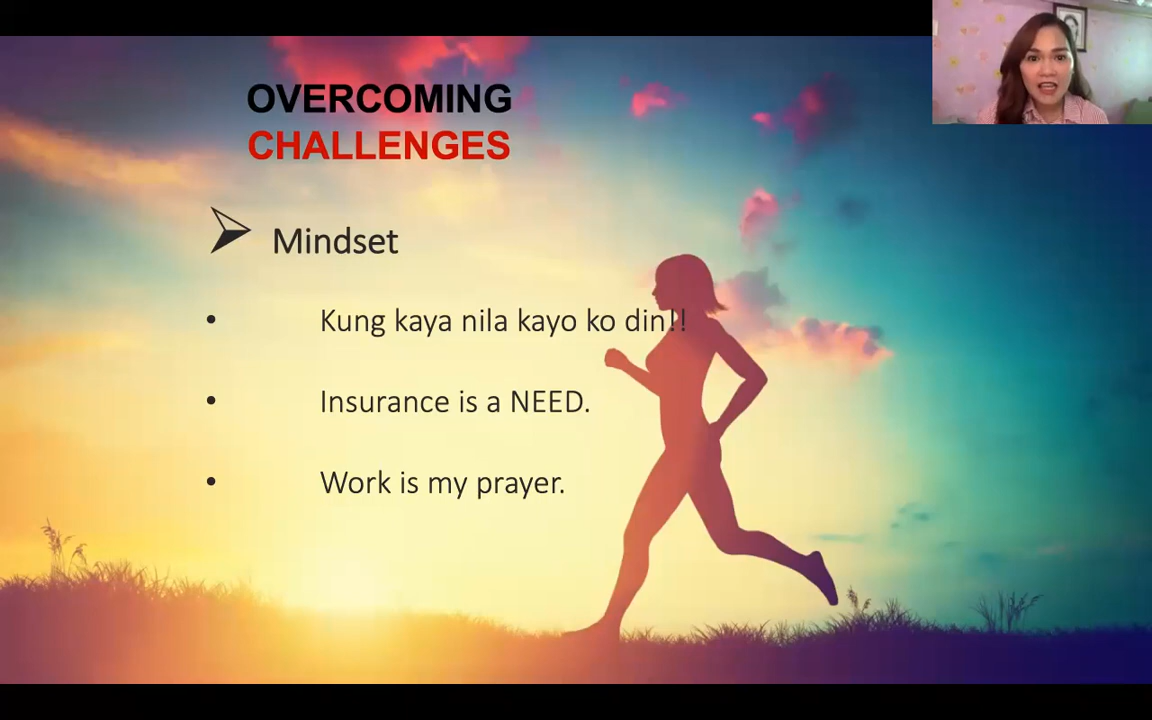 OVERCOMING
CHALLENGES
Mindset
Kung kaya nila kayo ko din!!
Insurance is a NEED.
Work is my prayer.